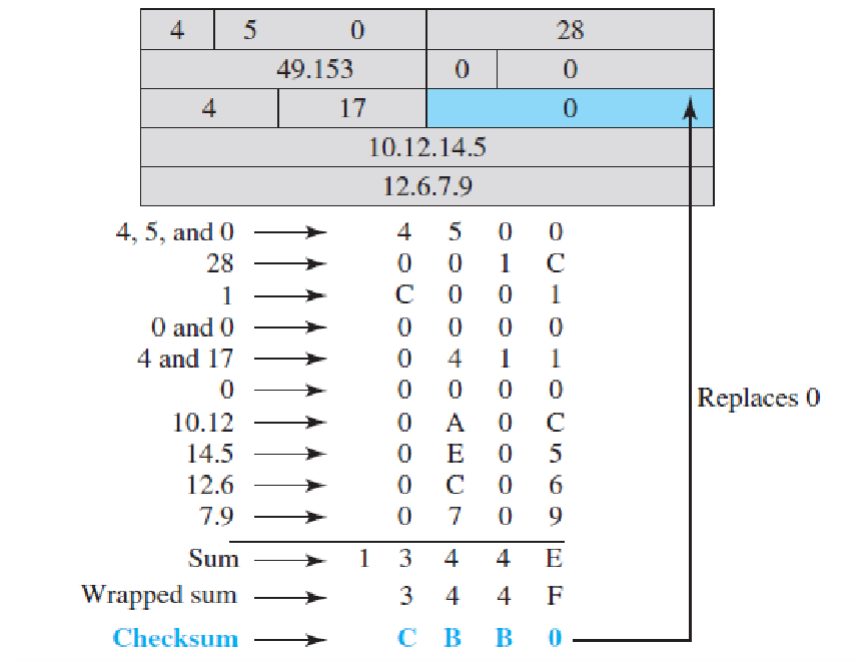 4 5 0 28
49.153 0 0
4 17 0
10.12.14.5
12.6.7.9
4, 5, and 0 4 5 0 0
28 0 0 1 C
1 C 0 0 1
0 and 0 0 0 0 0
4 and 17 0 4 1 1
0 0 0 0 0
Replaces 0
10.12 0 A 0 C
14.5 0 E 0 5
12.6 0 C 0 6
7.9 0 7 0 9
Sum 1 3 4 4 E
Wrapped sum 3 4 4 F
Checksum C B B 0